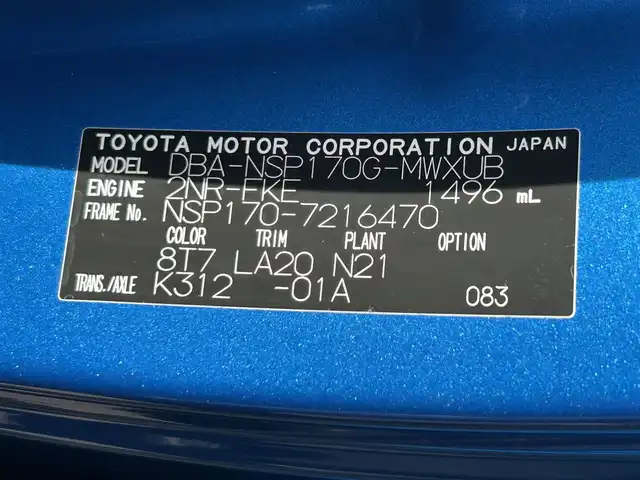 TOYOTA MOTOR CORPORATION JAPAN
MODEL DBA-NSP170G-MWXUB
ENGINE 2NR-FKE 1496 mL
FRAME No. NSP170-7216470
COLOR TRIM PLANT OPTION
8T7 LA20 N21
TRANS./AXLE K312 -01A 083